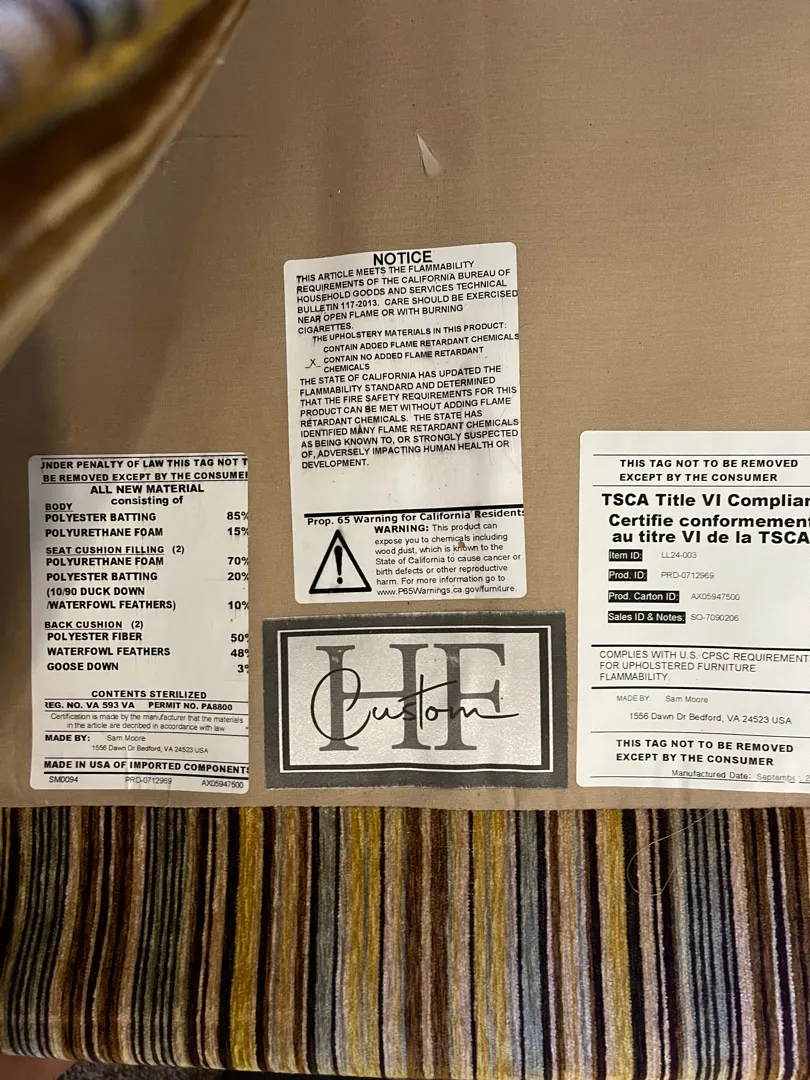 NOTICE
THIS ARTICLE MEETS THE FLAMMABILITY
REQUIREMENTS OF THE CALIFORNIA BUREAU OF
HOUSEHOLD GOODS AND SERVICES TECHNICAL
BULLETIN 117-2013. CARE SHOULD BE EXERCISED
NEAR OPEN FLAME OR WITH BURNING
CIGARETTES.
THE UPHOLSTERY MATERIALS IN THIS PRODUCT:
CONTAIN ADDED FLAME RETARDANT CHEMICALS
_X_ CONTAIN NO ADDED FLAME RETARDANT
CHEMICALS
THE STATE OF CALIFORNIA HAS UPDATED THE
FLAMMABILITY STANDARD AND DETERMINED
THAT THE FIRE SAFETY REQUIREMENTS FOR THIS
PRODUCT CAN BE MET WITHOUT ADDING FLAME
RETARDANT CHEMICALS. THE STATE HAS
IDENTIFIED MANY FLAME RETARDANT CHEMICALS
AS BEING KNOWN TO, OR STRONGLY SUSPECTED
OF, ADVERSELY IMPACTING HUMAN HEALTH OR
DEVELOPMENT.
Prop. 65 Warning for California Residents
WARNING: This product can
expose you to chemicals including
wood dust, which is known to the
State of California to cause cancer or
birth defects or other reproductive
harm. For more information go to
www.P65Warnings.ca.gov/furniture.
UNDER PENALTY OF LAW THIS TAG NOT T
BE REMOVED EXCEPT BY THE CONSUMER
ALL NEW MATERIAL
consisting of
BODY
POLYESTER BATTING 85%
POLYURETHANE FOAM 15%
SEAT CUSHION FILLING (2)
POLYURETHANE FOAM 70%
POLYESTER BATTING 20%
(10/90 DUCK DOWN
/WATERFOWL FEATHERS) 10%
BACK CUSHION (2)
POLYESTER FIBER 50%
WATERFOWL FEATHERS 48%
GOOSE DOWN 3%
CONTENTS STERILIZED
REG. NO. VA 593 VA PERMIT NO. PA8800
Certification is made by the manufacturer that the materials
in the article are decribed in accordance with law
MADE BY: Sam Moore
1556 Dawn Dr Bedford, VA 24523 USA
MADE IN USA OF IMPORTED COMPONENTS
SM0094 PRD-0712969 AX05947500
HF
Custom
THIS TAG NOT TO BE REMOVED
EXCEPT BY THE CONSUMER
TSCA Title VI Complian
Certifie conformement
au titre VI de la TSCA
Item ID: LL24-003
Prod. ID: PRD-0712969
Prod. Carton ID: AX05947500
Sales ID & Notes: SO-7090206
COMPLIES WITH U.S. CPSC REQUIREMENT
FOR UPHOLSTERED FURNITURE
FLAMMABILITY.
MADE BY: Sam Moore
1556 Dawn Dr Bedford, VA 24523 USA
THIS TAG NOT TO BE REMOVED
EXCEPT BY THE CONSUMER
Manufactured Date: September 2